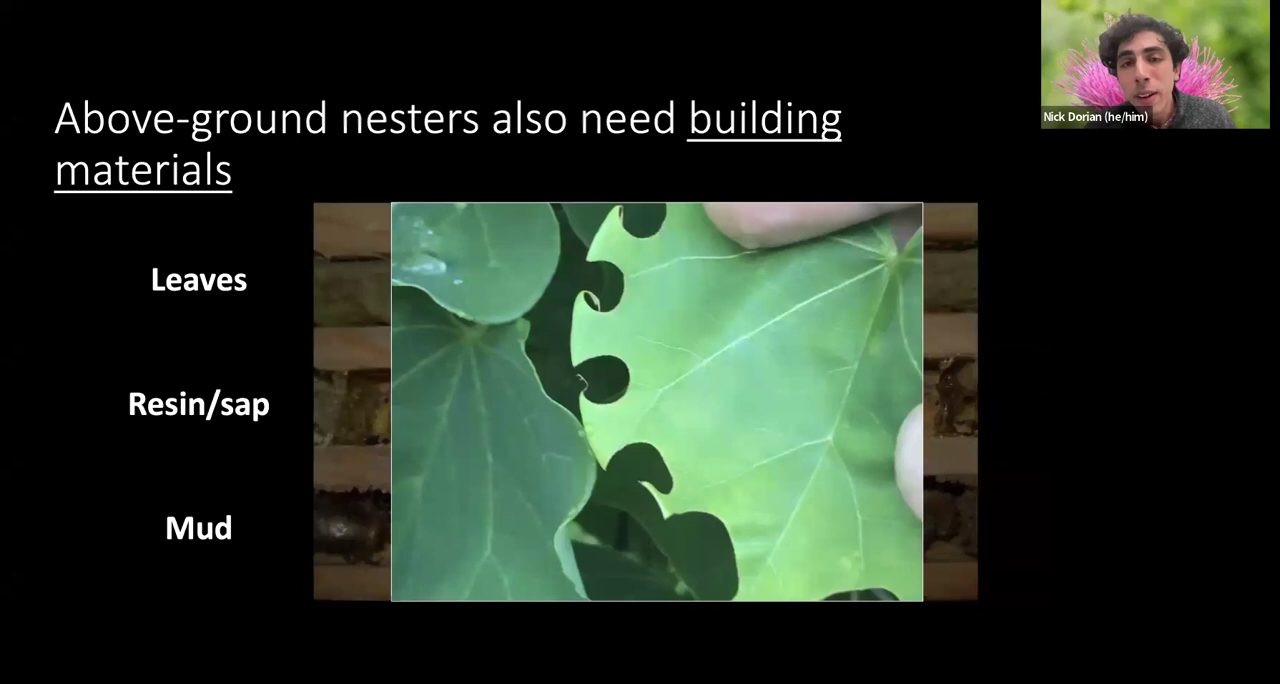 Above-ground nesters also need building
materials
Leaves
Resin/sap
Mud
Nick Dorian (he/him)